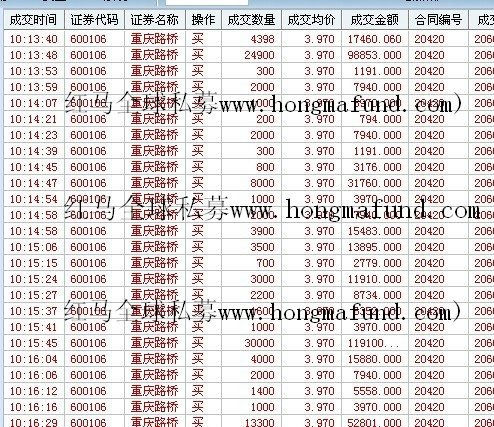 成交时间 证券代码 证券名称 操作 成交数量 成交均价 成交金额 合同编号 成交
10:13:40 600106 重庆路桥 买 4398 3.970 17460.060 20420 206
10:13:48 600106 重庆路桥 买 24900 3.970 98853.000 20420 206
10:13:53 600106 重庆路桥 买 300 3.970 1191.000 20420 206
10:13:59 600106 重庆路桥 买 2000 3.970 7940.000 20420 206
10:14:07 600106 重庆路桥 买 3.970 20420 206
红马全球私募www.hongmafund.com)
10:14:21 600106 重庆路桥 买 200 3.970 794.000 20420 206
10:14:23 600106 重庆路桥 买 2000 3.970 7940.000 20420 206
10:14:39 600106 重庆路桥 买 300 3.970 1191.000 20420 206
10:14:45 600106 重庆路桥 买 800 3.970 3176.000 20420 206
10:14:47 600106 重庆路桥 买 8000 3.970 31760.000 20420 206
10:14:54 600106 重庆路桥 买 1000 3.970 3970.000 20420 206
红马全球私募www.hongmafund.com
10:14:58 600106 重庆路桥 买 3.970 20420 206
10:14:58 600106 重庆路桥 买 3900 3.970 15483.000 20420 206
10:15:06 600106 重庆路桥 买 3500 3.970 13895.000 20420 206
10:15:15 600106 重庆路桥 买 700 3.970 2779.000 20420 206
10:15:24 600106 重庆路桥 买 3000 3.970 11910.000 20420 206
10:15:27 600106 重庆路桥 买 2200 3.970 8734.000 20420 206
10:15:37 600106 重庆路桥 买 3.970 20420 206
红马全球私募www.hongmafund.com)
10:15:41 600106 重庆路桥 买 1000 3.970 3970.000 20420 206
10:15:45 600106 重庆路桥 买 30000 3.970 119100... 20420 206
10:16:04 600106 重庆路桥 买 4000 3.970 15880.000 20420 206
10:16:06 600106 重庆路桥 买 2000 3.970 7940.000 20420 206
10:16:12 600106 重庆路桥 买 1400 3.970 5558.000 20420 206
10:16:16 600106 重庆路桥 买 1000 3.970 3970.000 20420 206
10:16:29 600106 重庆路桥 买 13300 3.970 52801.000 20420 206